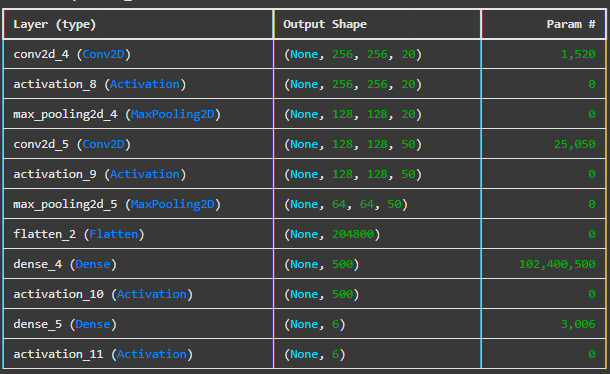 Layer (type) Output Shape Param #
conv2d_4 (Conv2D) (None, 256, 256, 20) 1,520
activation_8 (Activation) (None, 256, 256, 20) 0
max_pooling2d_4 (MaxPooling2D) (None, 128, 128, 20) 0
conv2d_5 (Conv2D) (None, 128, 128, 50) 25,050
activation_9 (Activation) (None, 128, 128, 50) 0
max_pooling2d_5 (MaxPooling2D) (None, 64, 64, 50) 0
flatten_2 (Flatten) (None, 204800) 0
dense_4 (Dense) (None, 500) 102,400,500
activation_10 (Activation) (None, 500) 0
dense_5 (Dense) (None, 6) 3,006
activation_11 (Activation) (None, 6) 0